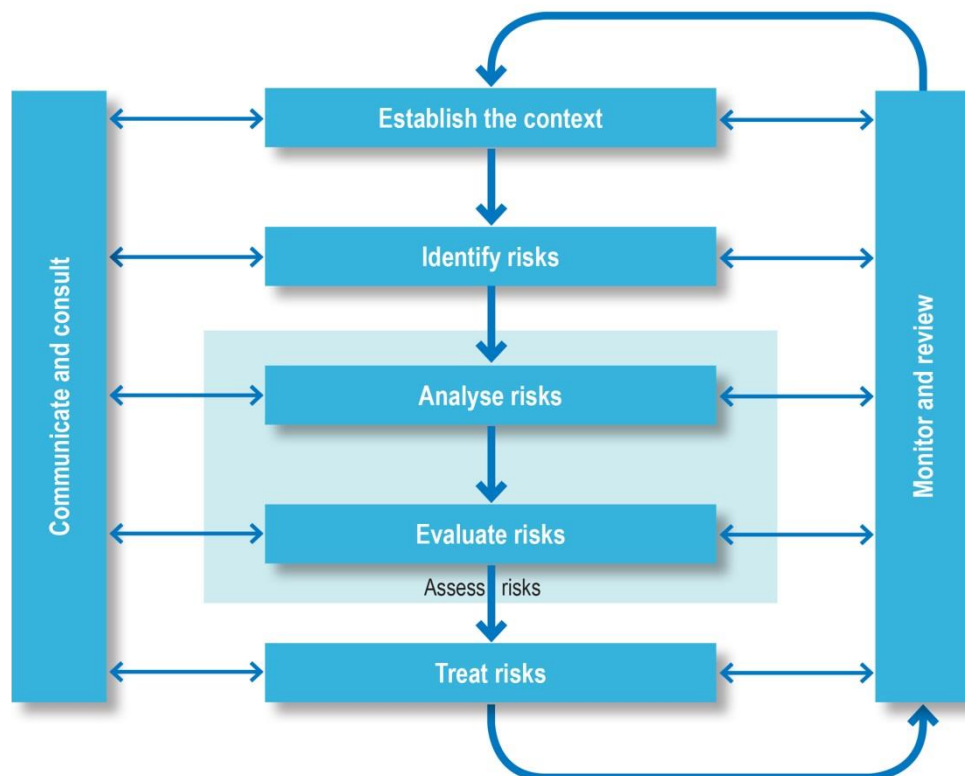 Communicate and consult
Establish the context
Identify risks
Analyse risks
Evaluate risks
Assess risks
Treat risks
Monitor and review